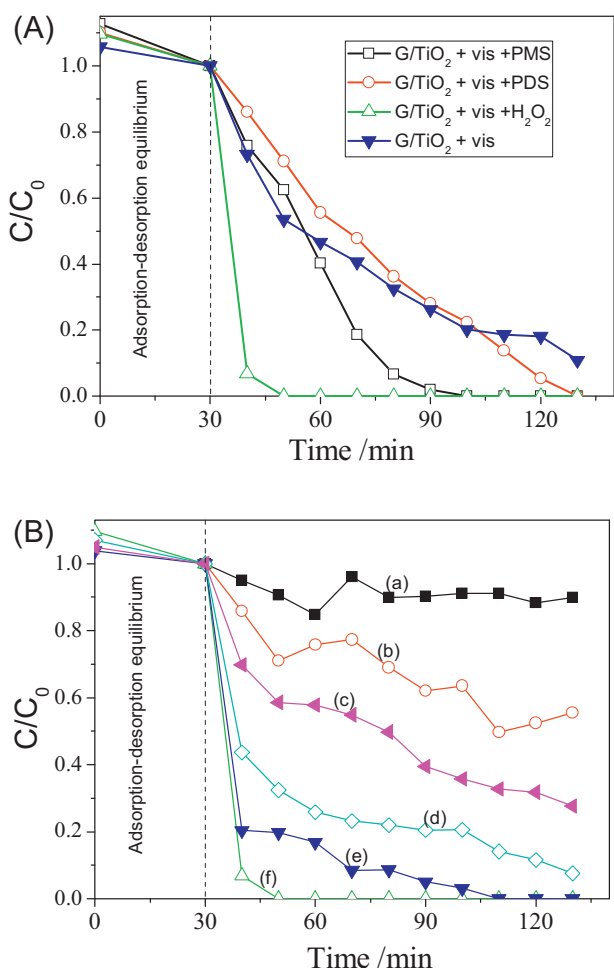 (A)
G/TiO₂ + vis +PMS
G/TiO₂ + vis +PDS
G/TiO₂ + vis +H₂O₂
G/TiO₂ + vis
C/C₀
1.0
0.8
0.6
0.4
0.2
0.0
Adsorption-desorption equilibrium
0 30 60 90 120
Time /min
(B)
C/C₀
1.0
0.8
0.6
0.4
0.2
0.0
Adsorption-desorption equilibrium
(a)
(b)
(c)
(d)
(e)
(f)
0 30 60 90 120
Time /min